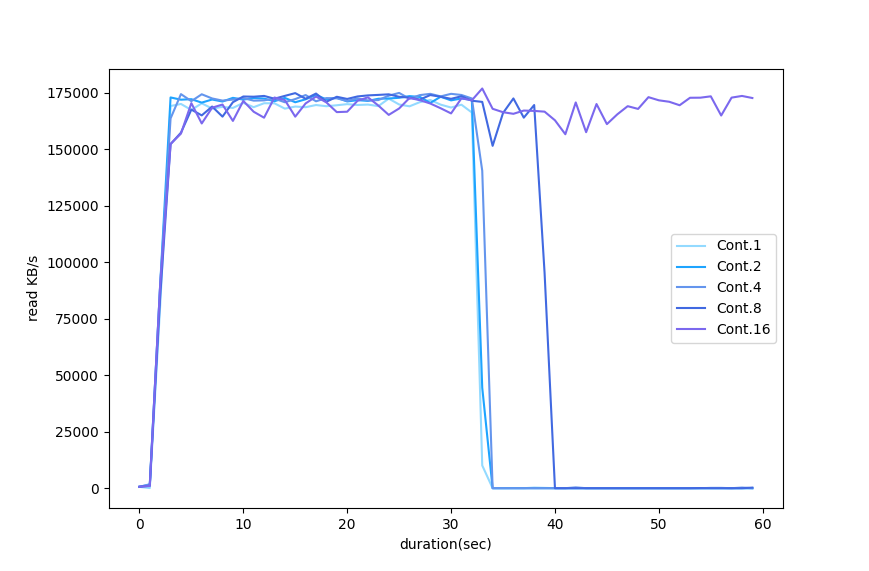 175000
150000
125000
100000
75000
50000
25000
0
read KB/s
Cont.1
Cont.2
Cont.4
Cont.8
Cont.16
0 10 20 30 40 50 60
duration(sec)